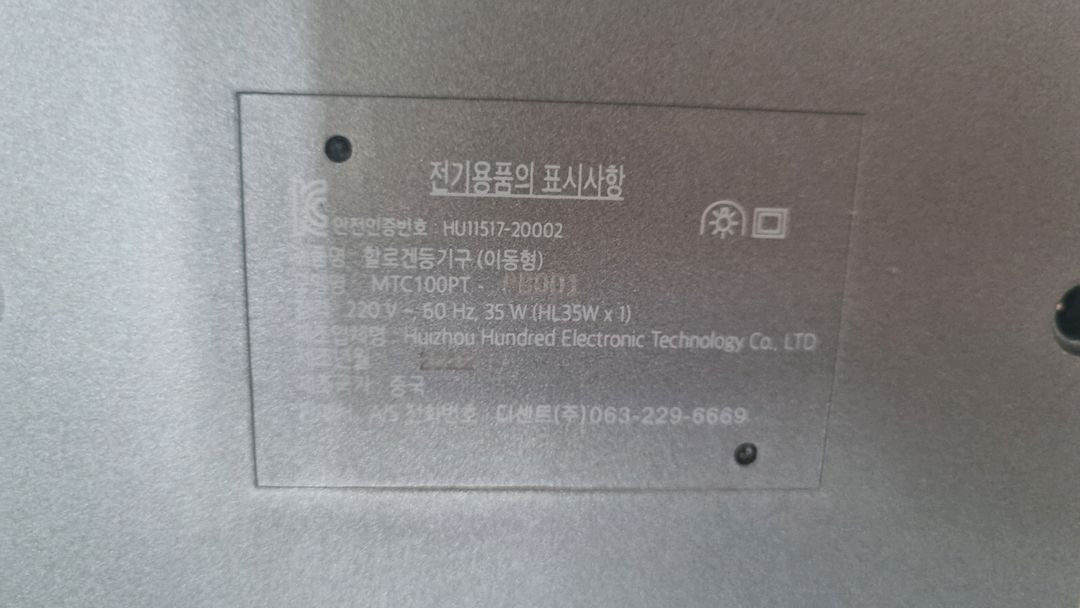 전기용품의 표시사항
안전인증번호 : HU11517-20002
할로겐등기구 (이동형)
MTC100PT -
220 V ~ 60 Hz, 35 W (HL35W x 1)
Huizhou Hundred Electronic Technology Co., LTD
중국
A/S 전화번호 : 디센트(주) 063-229-6669